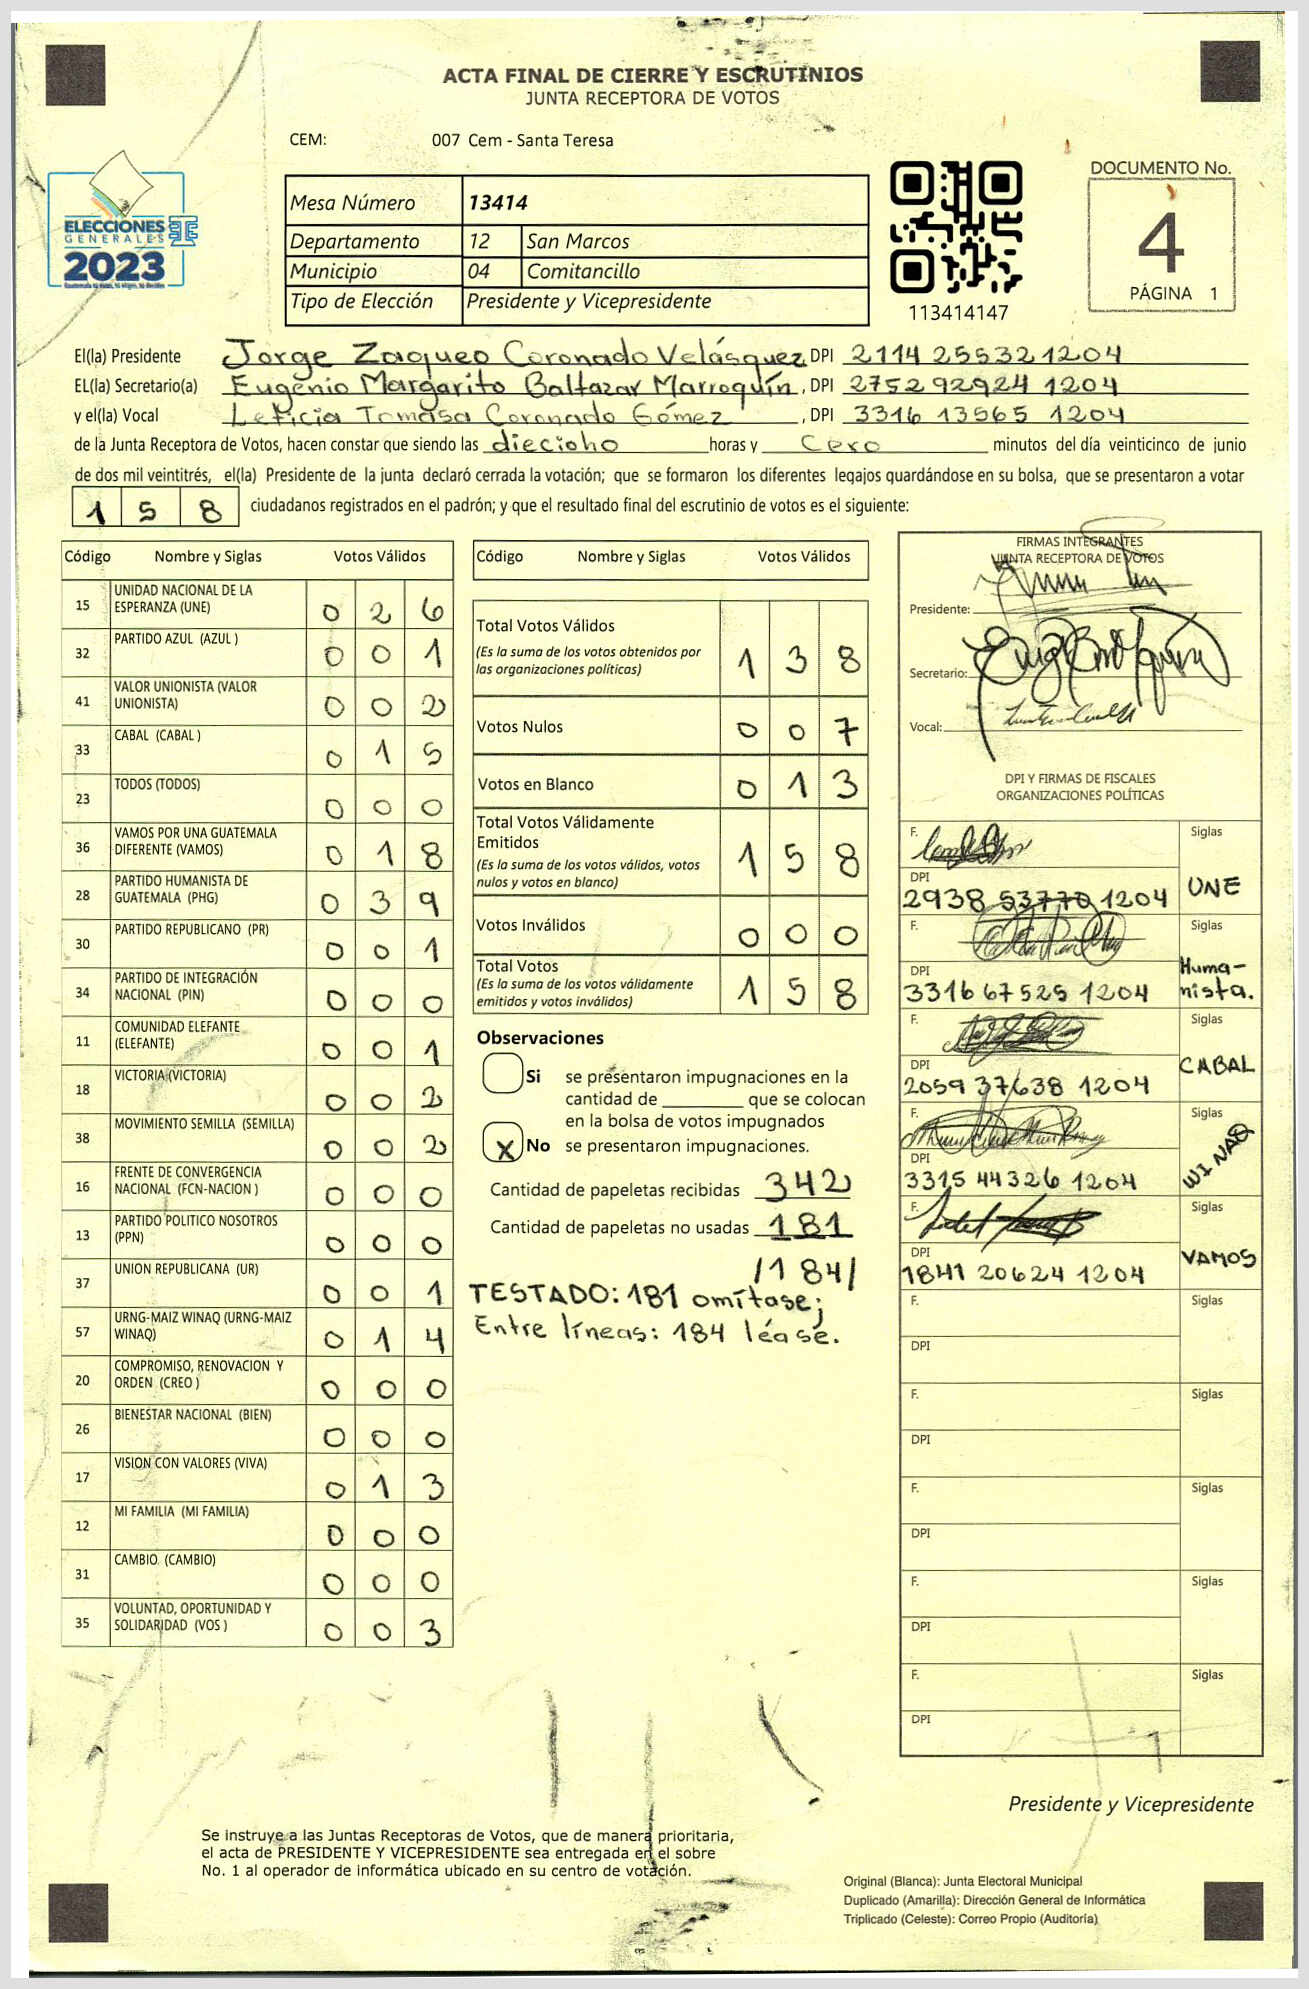 ACTA FINAL DE CIERRE Y ESCRUTINIOS
JUNTA RECEPTORA DE VOTOS
CEM: 007 Cem - Santa Teresa
ELECCIONES
GENERALES
2023
Mesa Número 13414
Departamento 12 San Marcos
Municipio 04 Comitancillo
Tipo de Elección Presidente y Vicepresidente
113414147
DOCUMENTO No.
4
PÁGINA 1
El(la) Presidente Jorge Zaqueo Coronado Velásquez DPI 2114 25532 1204
EL(la) Secretario(a) Eugenio Margarito Baltazar Marroquín, DPI 2752 92924 1204
y el(la) Vocal Leticia Tomasa Coronado Gómez, DPI 3316 13565 1204
de la Junta Receptora de Votos, hacen constar que siendo las diecioho horas y Cero minutos del día veinticinco de junio
de dos mil veintitrés, el(la) Presidente de la junta declaró cerrada la votación; que se formaron los diferentes legajos guardándose en su bolsa, que se presentaron a votar
1 5 8 ciudadanos registrados en el padrón; y que el resultado final del escrutinio de votos es el siguiente:
Código Nombre y Siglas Votos Válidos
15 UNIDAD NACIONAL DE LA
ESPERANZA (UNE) 0 2 6
32 PARTIDO AZUL (AZUL ) 0 0 1
41 VALOR UNIONISTA (VALOR
UNIONISTA) 0 0 2
33 CABAL (CABAL ) 0 1 5
23 TODOS (TODOS) 0 0 0
36 VAMOS POR UNA GUATEMALA
DIFERENTE (VAMOS) 0 1 8
28 PARTIDO HUMANISTA DE
GUATEMALA (PHG) 0 3 9
30 PARTIDO REPUBLICANO (PR) 0 0 1
34 PARTIDO DE INTEGRACIÓN
NACIONAL (PIN) 0 0 0
11 COMUNIDAD ELEFANTE
(ELEFANTE) 0 0 1
18 VICTORIA (VICTORIA) 0 0 2
38 MOVIMIENTO SEMILLA (SEMILLA) 0 0 2
16 FRENTE DE CONVERGENCIA
NACIONAL (FCN-NACION ) 0 0 0
13 PARTIDO POLITICO NOSOTROS
(PPN) 0 0 0
37 UNION REPUBLICANA (UR) 0 0 1
57 URNG-MAIZ WINAQ (URNG-MAIZ
WINAQ) 0 1 4
20 COMPROMISO, RENOVACION Y
ORDEN (CREO ) 0 0 0
26 BIENESTAR NACIONAL (BIEN) 0 0 0
17 VISION CON VALORES (VIVA) 0 1 3
12 MI FAMILIA (MI FAMILIA) 0 0 0
31 CAMBIO (CAMBIO) 0 0 0
35 VOLUNTAD, OPORTUNIDAD Y
SOLIDARIDAD (VOS ) 0 0 3
Código Nombre y Siglas Votos Válidos
Total Votos Válidos
(Es la suma de los votos obtenidos por
las organizaciones políticas) 1 3 8
Votos Nulos 0 0 7
Votos en Blanco 0 1 3
Total Votos Válidamente
Emitidos
(Es la suma de los votos válidos, votos
nulos y votos en blanco) 1 5 8
Votos Inválidos 0 0 0
Total Votos
(Es la suma de los votos válidamente
emitidos y votos inválidos) 1 5 8
Observaciones
Si se presentaron impugnaciones en la
cantidad de ________ que se colocan
en la bolsa de votos impugnados
X No se presentaron impugnaciones.
Cantidad de papeletas recibidas 342
Cantidad de papeletas no usadas 181
/184/
TESTADO: 181 omítase;
Entre líneas: 184 léase.
FIRMAS INTEGRANTES
JUNTA RECEPTORA DE VOTOS
Presidente:
Secretario:
Vocal:
DPI Y FIRMAS DE FISCALES
ORGANIZACIONES POLÍTICAS
F. Siglas
DPI UNE
2938 53770 1204
F. Siglas
DPI Huma-
3316 67525 1204 nista.
F. Siglas
DPI CABAL
2059 37638 1204
F. Siglas
DPI WINAQ
3315 44326 1204
F. Siglas
DPI VAMOS
1841 20624 1204
F. Siglas
DPI
F. Siglas
DPI
F. Siglas
DPI
F. Siglas
DPI
F. Siglas
DPI
Presidente y Vicepresidente
Se instruye a las Juntas Receptoras de Votos, que de manera prioritaria,
el acta de PRESIDENTE Y VICEPRESIDENTE sea entregada en el sobre
No. 1 al operador de informática ubicado en su centro de votación.
Original (Blanca): Junta Electoral Municipal
Duplicado (Amarilla): Dirección General de Informática
Triplicado (Celeste): Correo Propio (Auditoría)